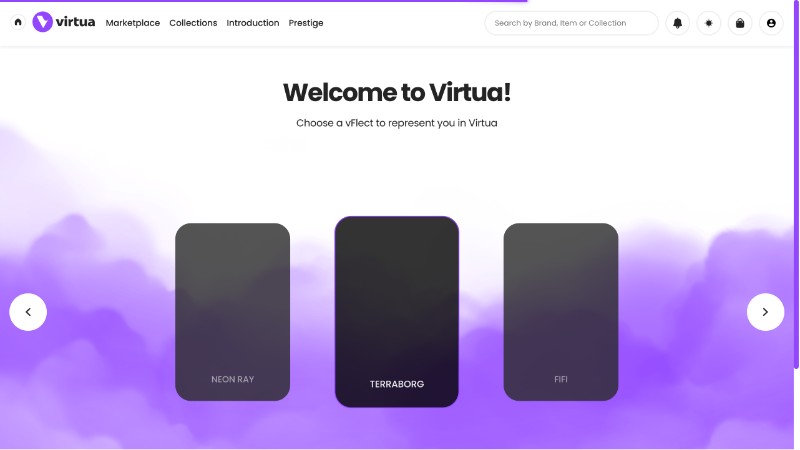 virtua
Marketplace
Collections
Introduction
Prestige
Search by Brand, Item or Collection
Welcome to Virtua!
Choose a vFlect to represent you in Virtua
NEON RAY
TERRABORG
FIFI